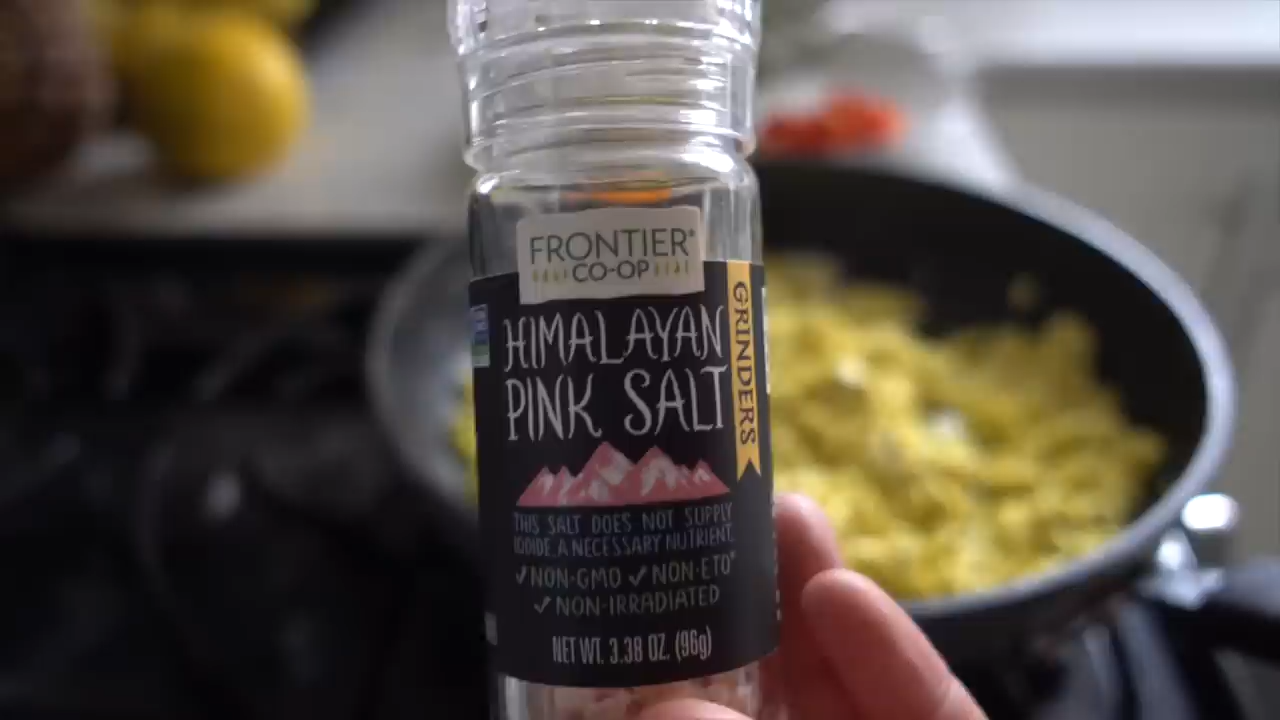 FRONTIER®
CO-OP
HIMALAYAN
PINK SALT
GRINDERS
THIS SALT DOES NOT SUPPLY
IODIDE, A NECESSARY NUTRIENT.
✓NON-GMO ✓NON-ETO*
✓NON-IRRADIATED
NET WT. 3.38 OZ. (96g)